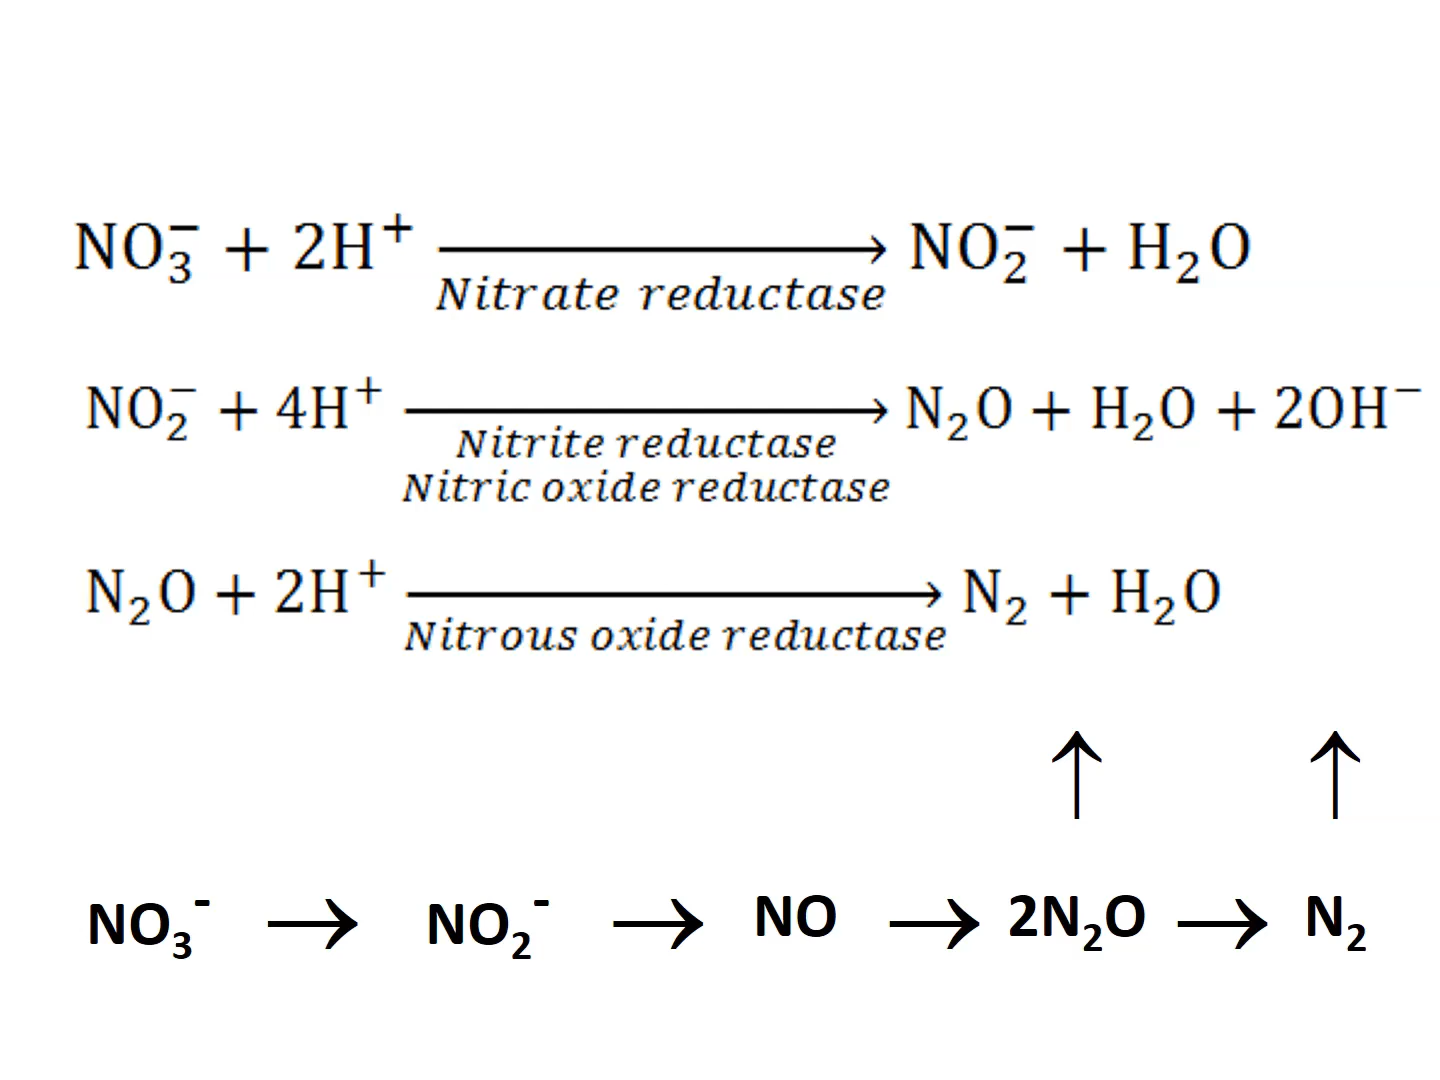 NO₃⁻ + 2H⁺ ⟶ NO₂⁻ + H₂O
Nitrate reductase
NO₂⁻ + 4H⁺ ⟶ N₂O + H₂O + 2OH⁻
Nitrite reductase
Nitric oxide reductase
N₂O + 2H⁺ ⟶ N₂ + H₂O
Nitrous oxide reductase
↑ ↑
NO₃⁻ → NO₂⁻ → NO → 2N₂O → N₂